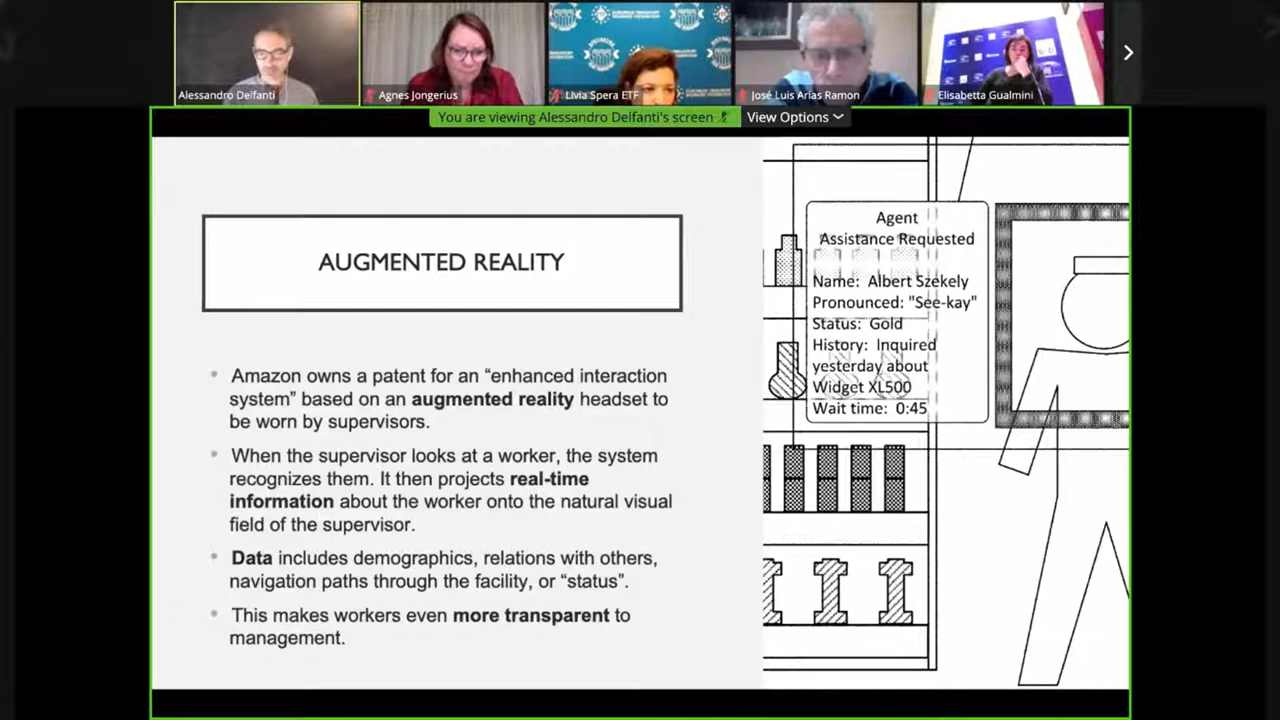 Alessandro Delfanti
Agnes Jongerius
Livia Spera ETF
José Luis Arias Ramon
Elisabetta Gualmini
You are viewing Alessandro Delfanti's screen
View Options
AUGMENTED REALITY
Amazon owns a patent for an “enhanced interaction
system” based on an augmented reality headset to
be worn by supervisors.
When the supervisor looks at a worker, the system
recognizes them. It then projects real-time
information about the worker onto the natural visual
field of the supervisor.
Data includes demographics, relations with others,
navigation paths through the facility, or “status”.
This makes workers even more transparent to
management.
Agent
Assistance Requested
Name: Albert Szekely
Pronounced: "See-kay"
Status: Gold
History: Inquired
yesterday about
Widget XL500
Wait time: 0:45